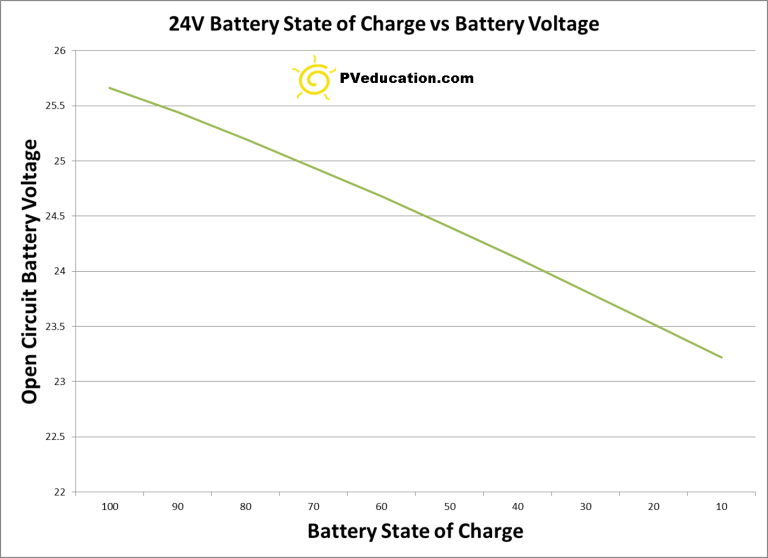 24V Battery State of Charge vs Battery Voltage
PVeducation.com
Open Circuit Battery Voltage
26
25.5
25
24.5
24
23.5
23
22.5
22
100 90 80 70 60 50 40 30 20 10
Battery State of Charge